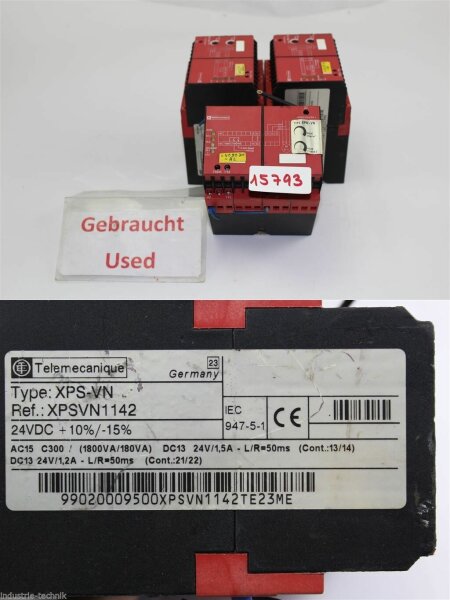 Gebraucht
Used
15793
TE Telemecanique
23
Germany
Type: XPS-VN
Ref.: XPSVN1142
24VDC +10%/-15%
IEC
947-5-1
CE
AC15 C300 / (1800VA/180VA) DC13 24V/1,5A - L/R=50ms (Cont.:13/14)
DC13 24V/1,2A - L/R=50ms (Cont.:21/22)
99020009500XPSVN1142TE23ME
industrie-technik